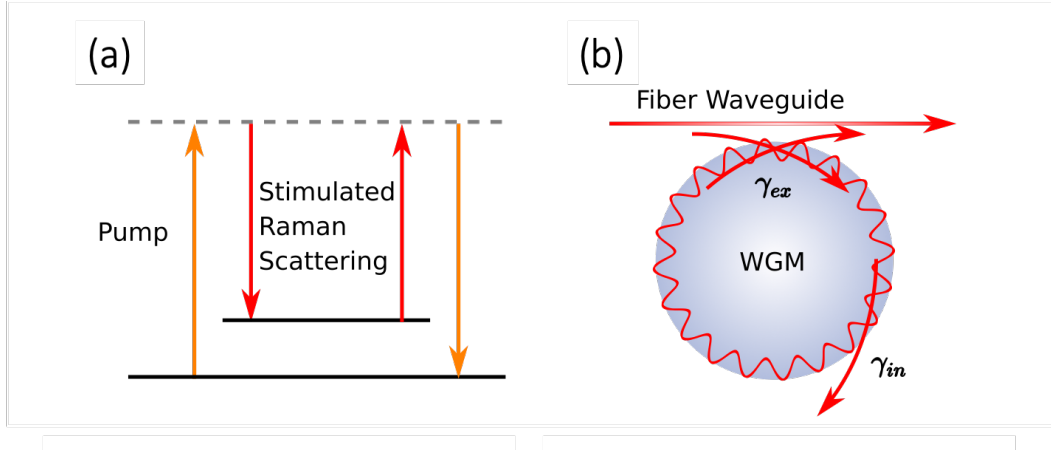 (a)
Pump
Stimulated
Raman
Scattering
(b)
Fiber Waveguide
γex
WGM
γin